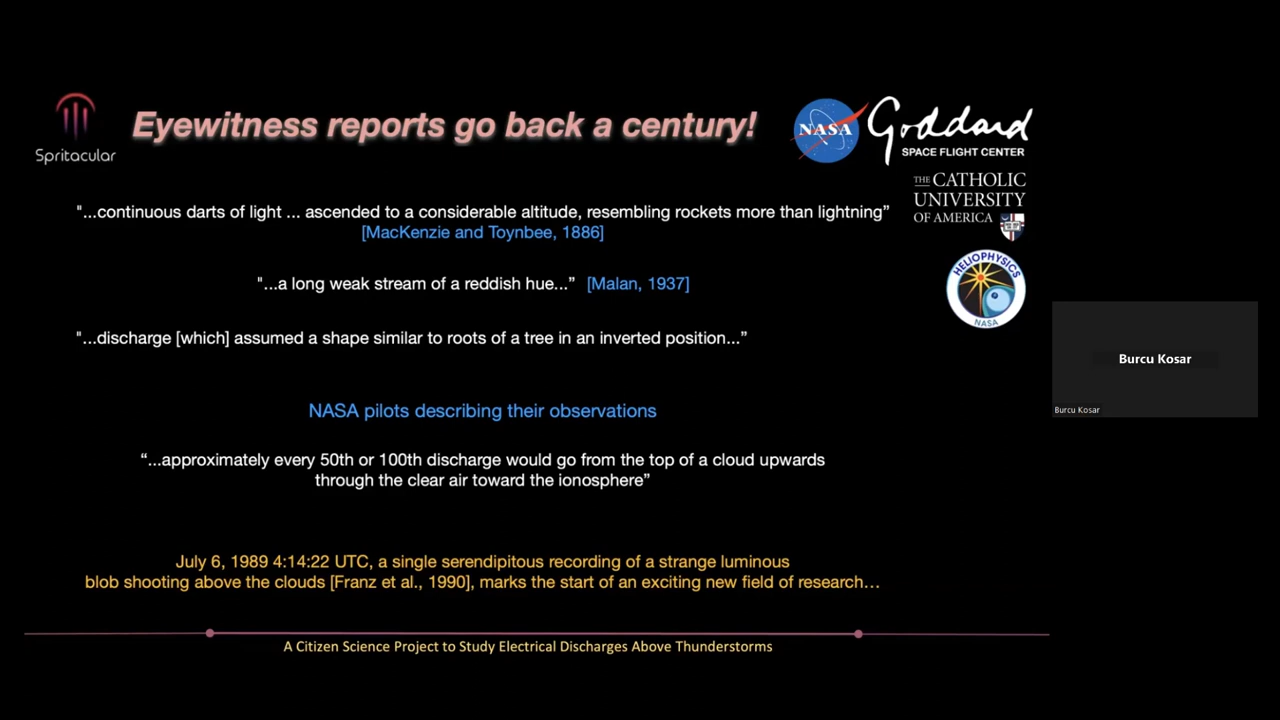 Spritacular
Eyewitness reports go back a century!
NASA
Goddard
SPACE FLIGHT CENTER
THE CATHOLIC
UNIVERSITY
OF AMERICA
HELIOPHYSICS
NASA
"...continuous darts of light ... ascended to a considerable altitude, resembling rockets more than lightning”
[MacKenzie and Toynbee, 1886]
"...a long weak stream of a reddish hue...” [Malan, 1937]
"...discharge [which] assumed a shape similar to roots of a tree in an inverted position...”
NASA pilots describing their observations
“...approximately every 50th or 100th discharge would go from the top of a cloud upwards
through the clear air toward the ionosphere”
July 6, 1989 4:14:22 UTC, a single serendipitous recording of a strange luminous
blob shooting above the clouds [Franz et al., 1990], marks the start of an exciting new field of research…
A Citizen Science Project to Study Electrical Discharges Above Thunderstorms
Burcu Kosar
Burcu Kosar